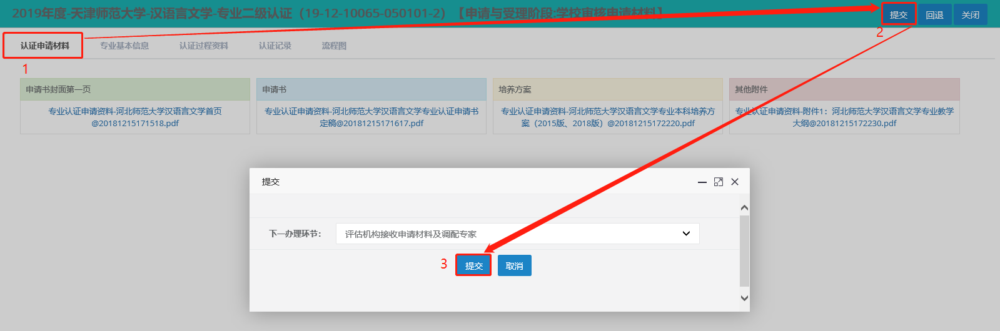 2019年度-天津师范大学-汉语言文学-专业二级认证（19-12-10065-050101-2）【申请与受理阶段:学校审核申请材料】
提交 回退 关闭
2
认证申请材料 专业基本信息 认证过程资料 认证记录 流程图
1
申请书封面第一页
专业认证申请资料-河北师范大学汉语言文学首页
@20181215171518.pdf
申请书
专业认证申请资料-河北师范大学汉语言文学专业认证申请书
定稿@20181215171617.pdf
培养方案
专业认证申请资料-河北师范大学汉语言文学专业本科培养方
案（2015版、2018版）@20181215172220.pdf
其他附件
专业认证申请资料-附件1：河北师范大学汉语言文学专业教学
大纲@20181215172230.pdf
提交
下一办理环节： 评估机构接收申请材料及调配专家
3 提交 取消